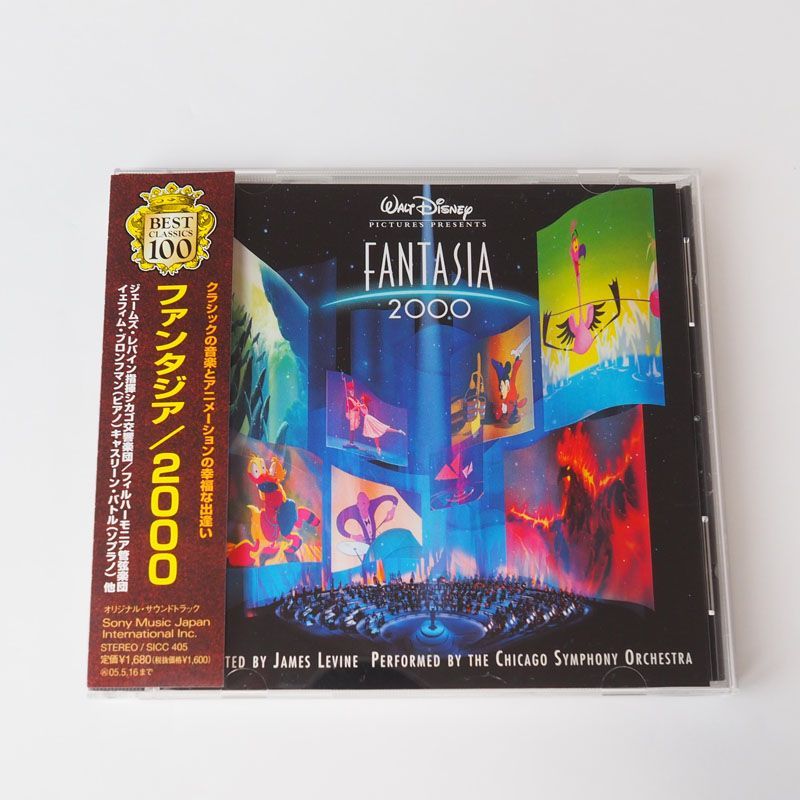 BEST
CLASSICS
100
クラシックの音楽とアニメーションの幸福な出逢い
ファンタジア/2000
ジェームズ・レバイン指揮シカゴ交響楽団/フィルハーモニア管弦楽団
イェフィム・ブロンフマン(ピアノ)キャスリーン・バトル(ソプラノ)他
オリジナル・サウンドトラック
Sony Music Japan
International Inc.
STEREO / SICC 405
定価¥1,680(税抜価格¥1,600)
05.5.16まで
WALT DISNEY
PICTURES PRESENTS
FANTASIA
2000
TED BY JAMES LEVINE PERFORMED BY THE CHICAGO SYMPHONY ORCHESTRA